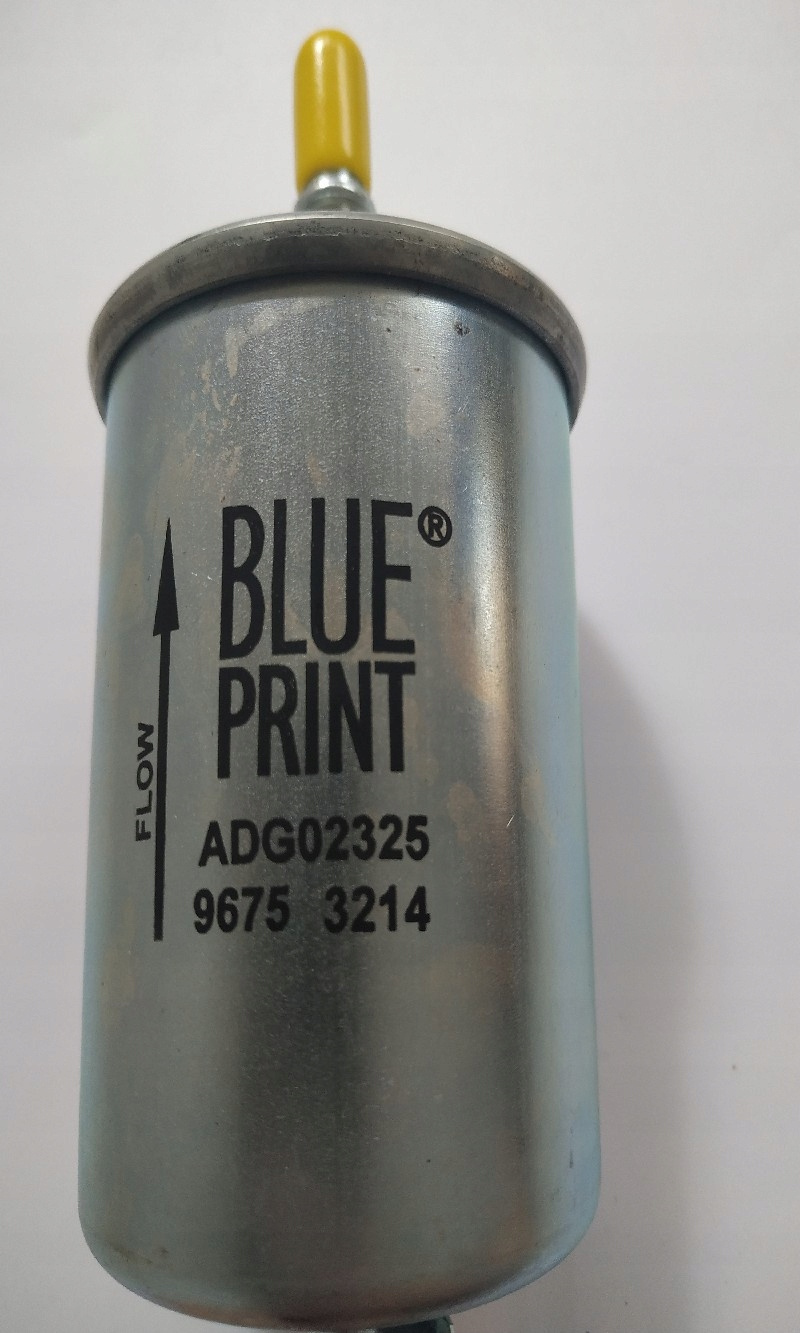 BLUE®
PRINT
FLOW
ADG02325
9675 3214